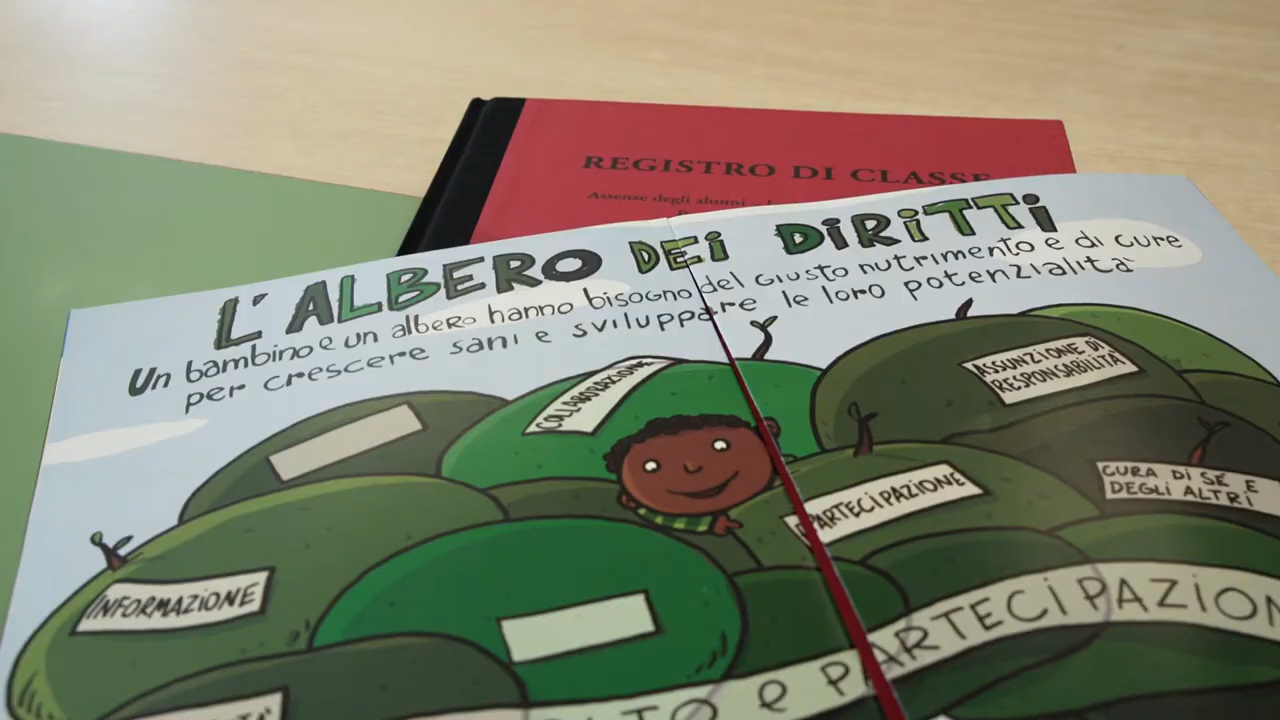 REGISTRO DI CLASSE
Assenze degli alunni
L'ALBERO DEI DIRITTI
Un bambino e un albero hanno bisogno del giusto nutrimento e di cure
per crescere sani e sviluppare le loro potenzialità
COLLABORAZIONE
ASSUNZIONE DI
RESPONSABILITA'
PARTECIPAZIONE
CURA DI SÉ E
DEGLI ALTRI
INFORMAZIONE
e PARTECIPAZION